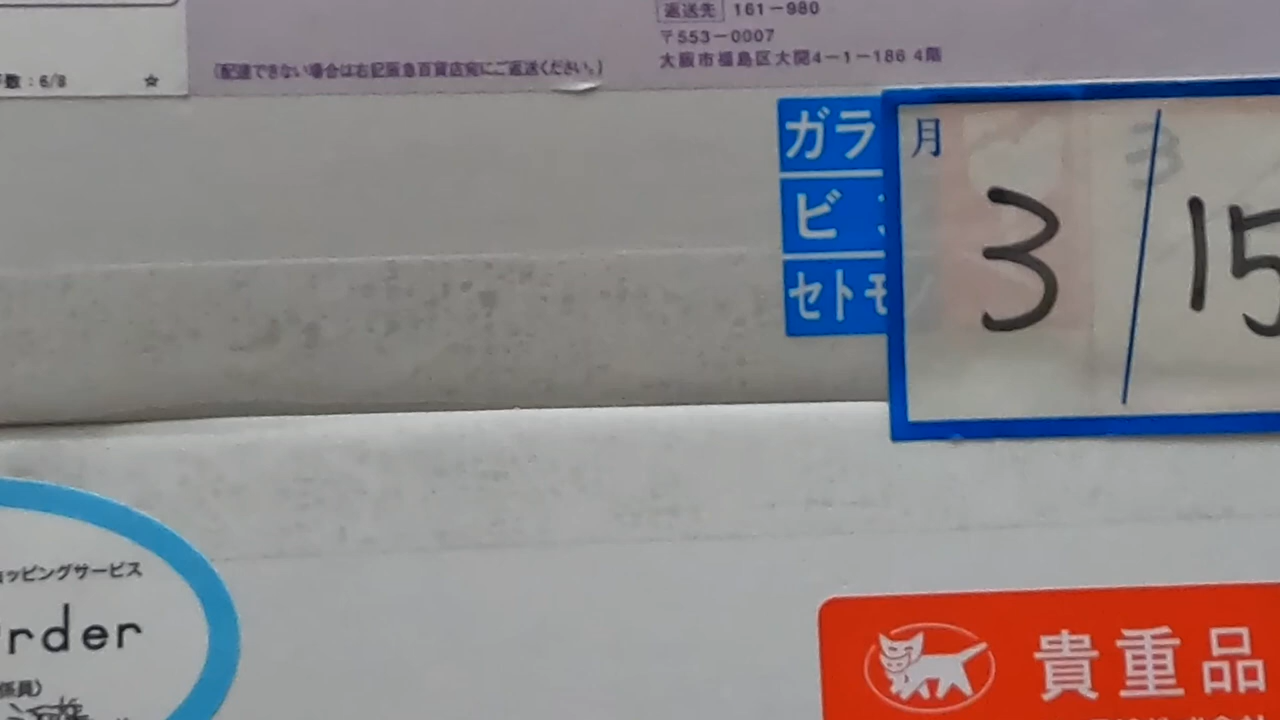 返送先 161-980
〒553-0007
大阪市福島区大開4-1-186 4階
(配達できない場合は右記阪急百貨店宛にご返送ください。)
数:6/8 ☆
ガラ
ビ
セトモ
月
3/15
ョッピングサービス
rder
係員)
貴重品